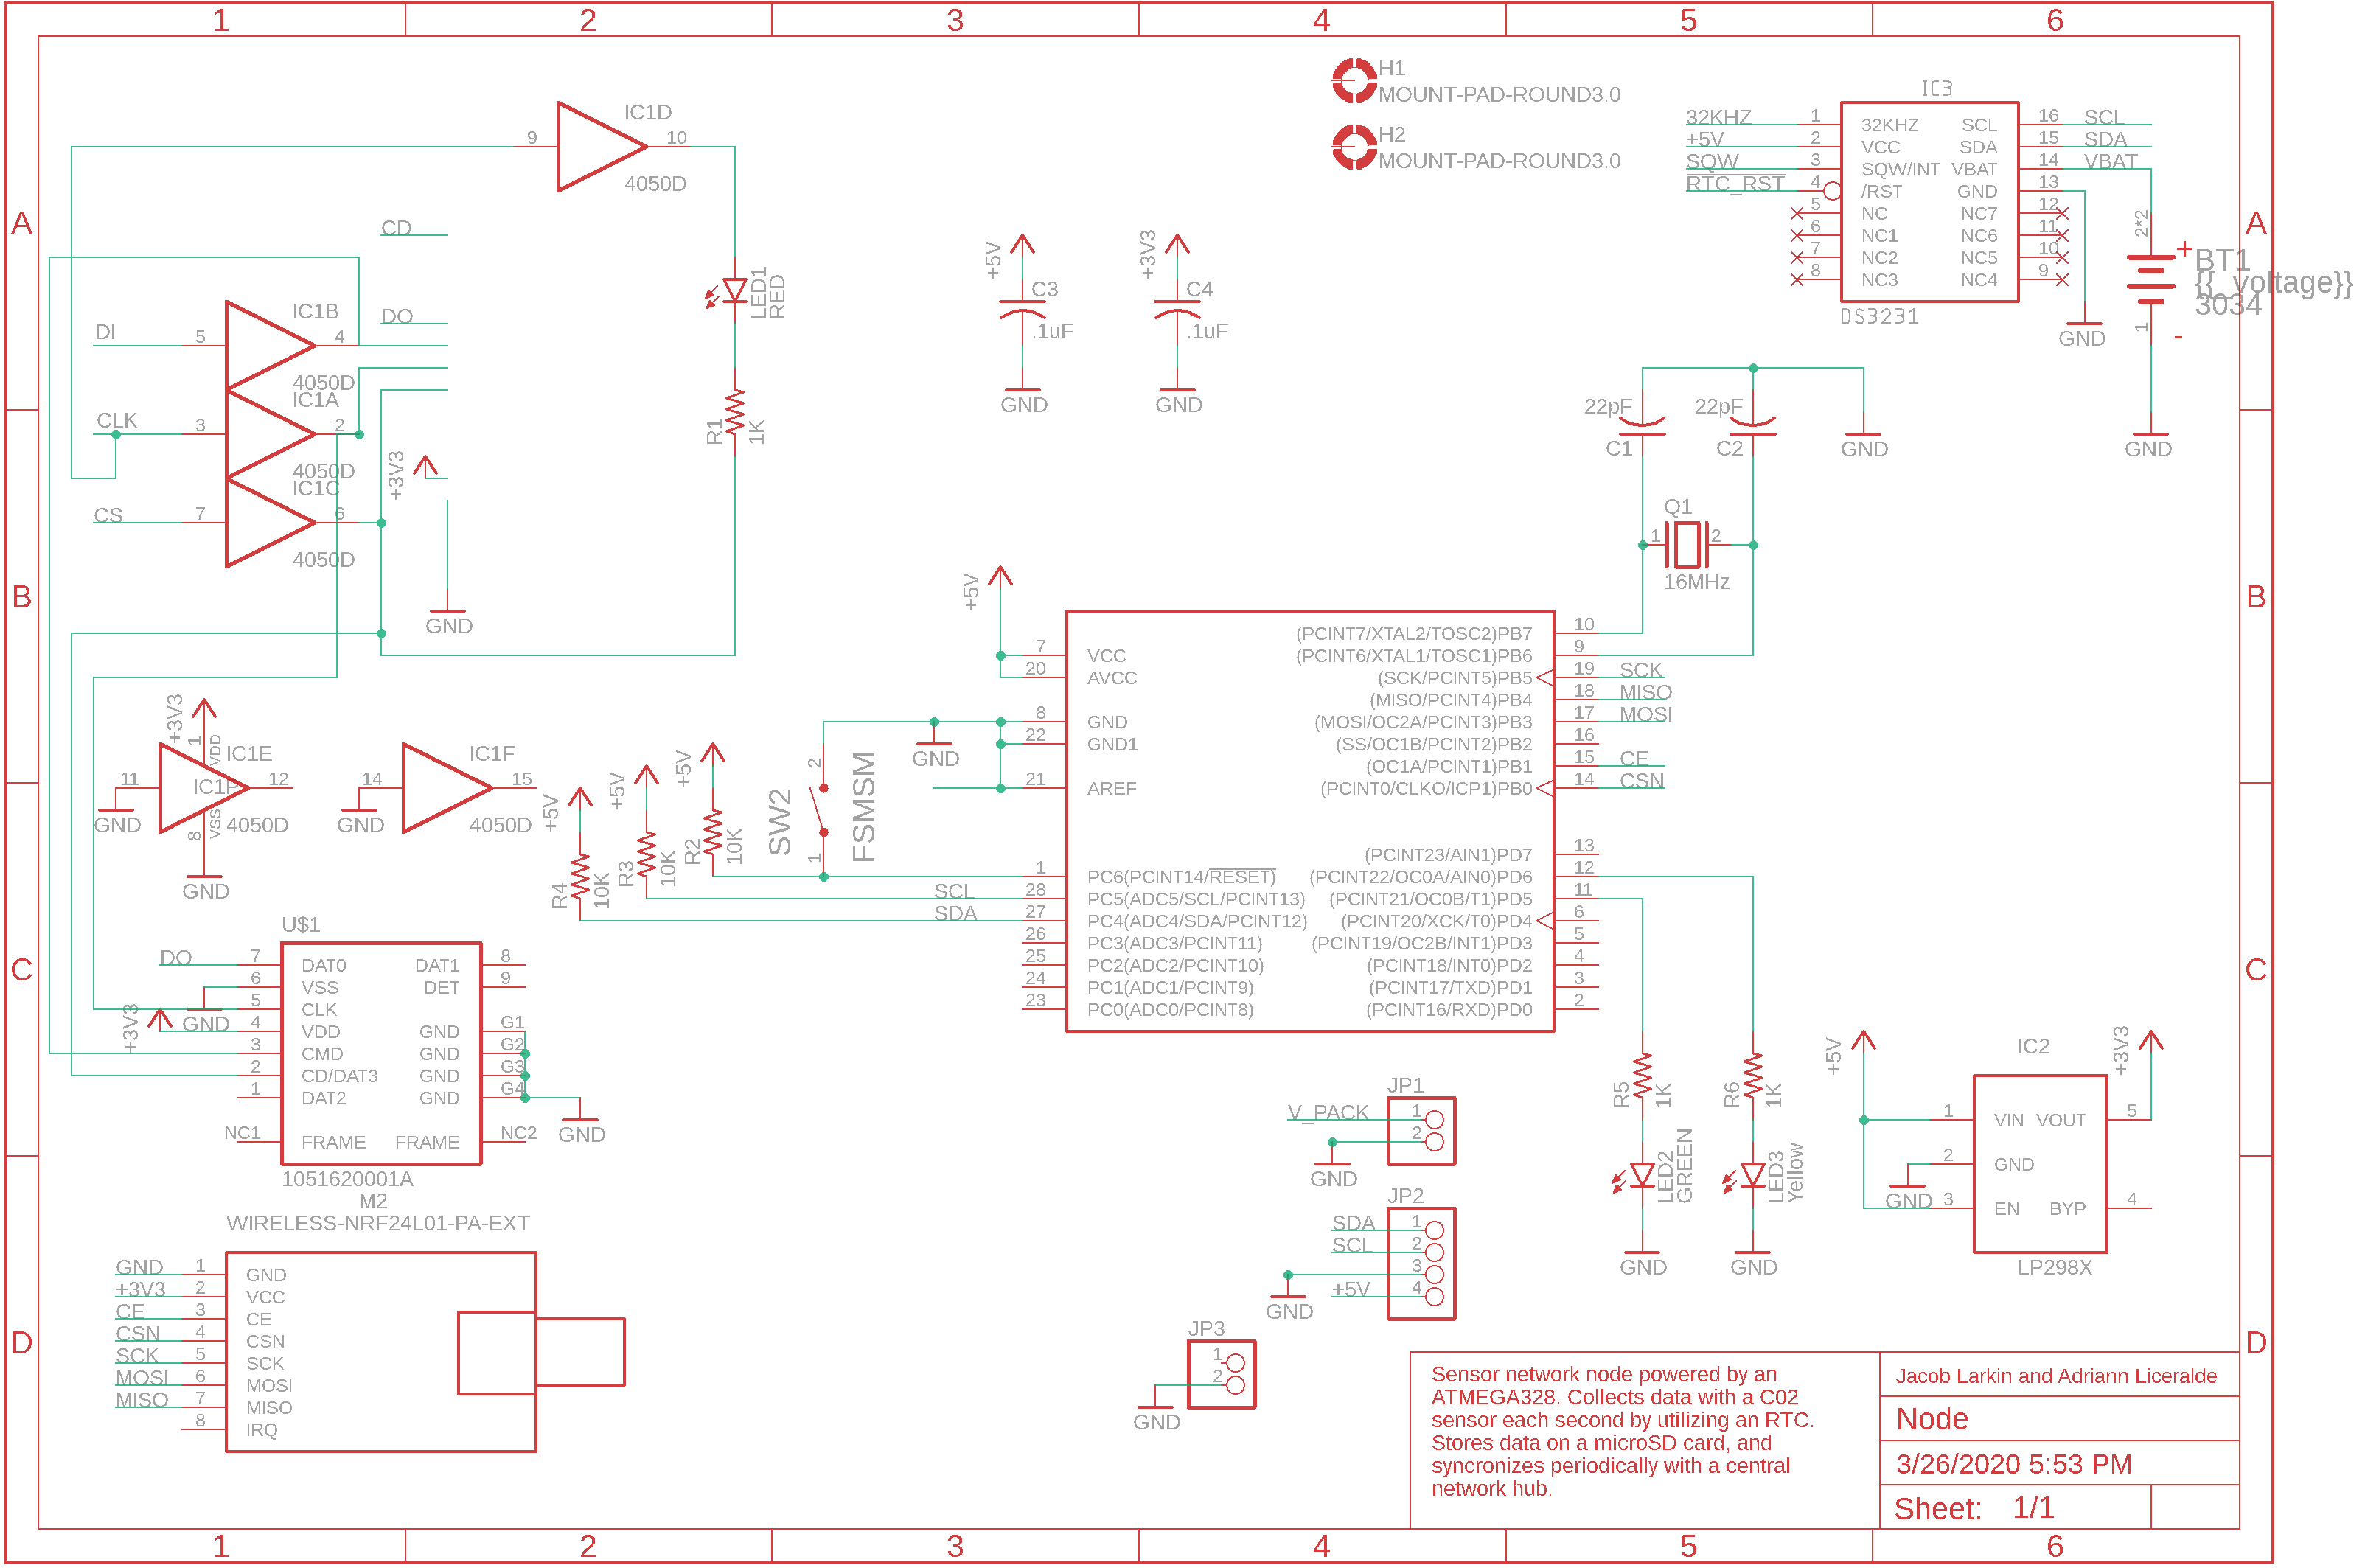 1 2 3 4 5 6
A
B
C
D
A
B
C
D
1 2 3 4 5 6
IC1D
9
10
4050D
CD
IC1B
DO
DI
5
4
4050D
IC1A
CLK
3
2
4050D
IC1C
CS
7
6
4050D
+3V3
GND
LED1
RED
R1
1K
H1
MOUNT-PAD-ROUND3.0
H2
MOUNT-PAD-ROUND3.0
+5V
C3
.1uF
GND
+3V3
C4
.1uF
GND
IC3
32KHZ 1 32KHZ SCL 16 SCL
+5V 2 VCC SDA 15 SDA
SQW 3 SQW/INT VBAT 14 VBAT
RTC_RST 4 /RST GND 13
5 NC NC7 12
6 NC1 NC6 11
7 NC2 NC5 10
8 NC3 NC4 9
DS3231
GND
2*2
+
BT1
{{_voltage}}
3034
1
-
GND
22pF
C1
22pF
C2
GND
Q1
1
2
16MHz
+5V
7 VCC (PCINT7/XTAL2/TOSC2)PB7 10
20 AVCC (PCINT6/XTAL1/TOSC1)PB6 9
(SCK/PCINT5)PB5 19 SCK
(MISO/PCINT4)PB4 18 MISO
8 GND (MOSI/OC2A/PCINT3)PB3 17 MOSI
22 GND1 (SS/OC1B/PCINT2)PB2 16
(OC1A/PCINT1)PB1 15 CE
21 AREF (PCINT0/CLKO/ICP1)PB0 14 CSN
(PCINT23/AIN1)PD7 13
1 PC6(PCINT14/RESET) (PCINT22/OC0A/AIN0)PD6 12
SCL 28 PC5(ADC5/SCL/PCINT13) (PCINT21/OC0B/T1)PD5 11
SDA 27 PC4(ADC4/SDA/PCINT12) (PCINT20/XCK/T0)PD4 6
26 PC3(ADC3/PCINT11) (PCINT19/OC2B/INT1)PD3 5
25 PC2(ADC2/PCINT10) (PCINT18/INT0)PD2 4
24 PC1(ADC1/PCINT9) (PCINT17/TXD)PD1 3
23 PC0(ADC0/PCINT8) (PCINT16/RXD)PD0 2
GND
SW2
FSMSM
2
1
+5V
R2
10K
+5V
R3
10K
+5V
R4
10K
+3V3
1
VDD
IC1E
11
IC1P
12
GND
8
VSS
4050D
GND
IC1F
14
15
GND
4050D
U$1
DO 7 DAT0 DAT1 8
6 VSS DET 9
5 CLK
GND
+3V3
4 VDD GND G1
3 CMD GND G2
2 CD/DAT3 GND G3
1 DAT2 GND G4
NC1 FRAME FRAME NC2
GND
1051620001A
M2
WIRELESS-NRF24L01-PA-EXT
GND 1 GND
+3V3 2 VCC
CE 3 CE
CSN 4 CSN
SCK 5 SCK
MOSI 6 MOSI
MISO 7 MISO
8 IRQ
JP1
V_PACK 1
2
GND
JP2
SDA 1
SCL 2
3
+5V 4
GND
JP3
1
2
GND
R5
1K
LED2
GREEN
GND
R6
1K
LED3
Yellow
GND
+5V
IC2
+3V3
1 VIN VOUT 5
2 GND
GND
3 EN BYP 4
LP298X
Sensor network node powered by an
ATMEGA328. Collects data with a C02
sensor each second by utilizing an RTC.
Stores data on a microSD card, and
syncronizes periodically with a central
network hub.
Jacob Larkin and Adriann Liceralde
Node
3/26/2020 5:53 PM
Sheet: 1/1